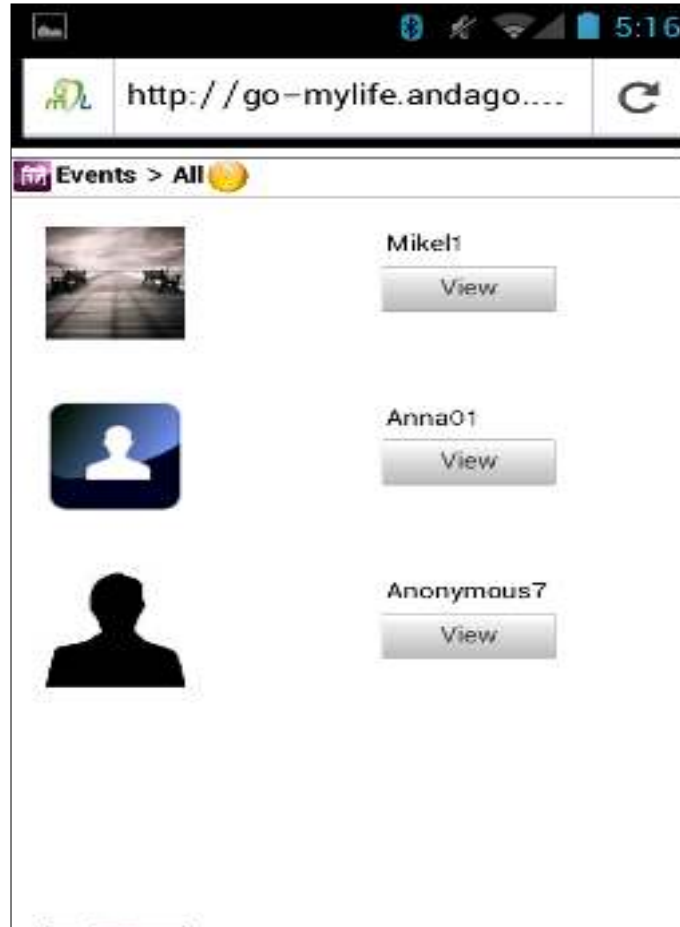 5:16
http://go-mylife.andago....
Events > All
Mikel1
View
Anna01
View
Anonymous7
View